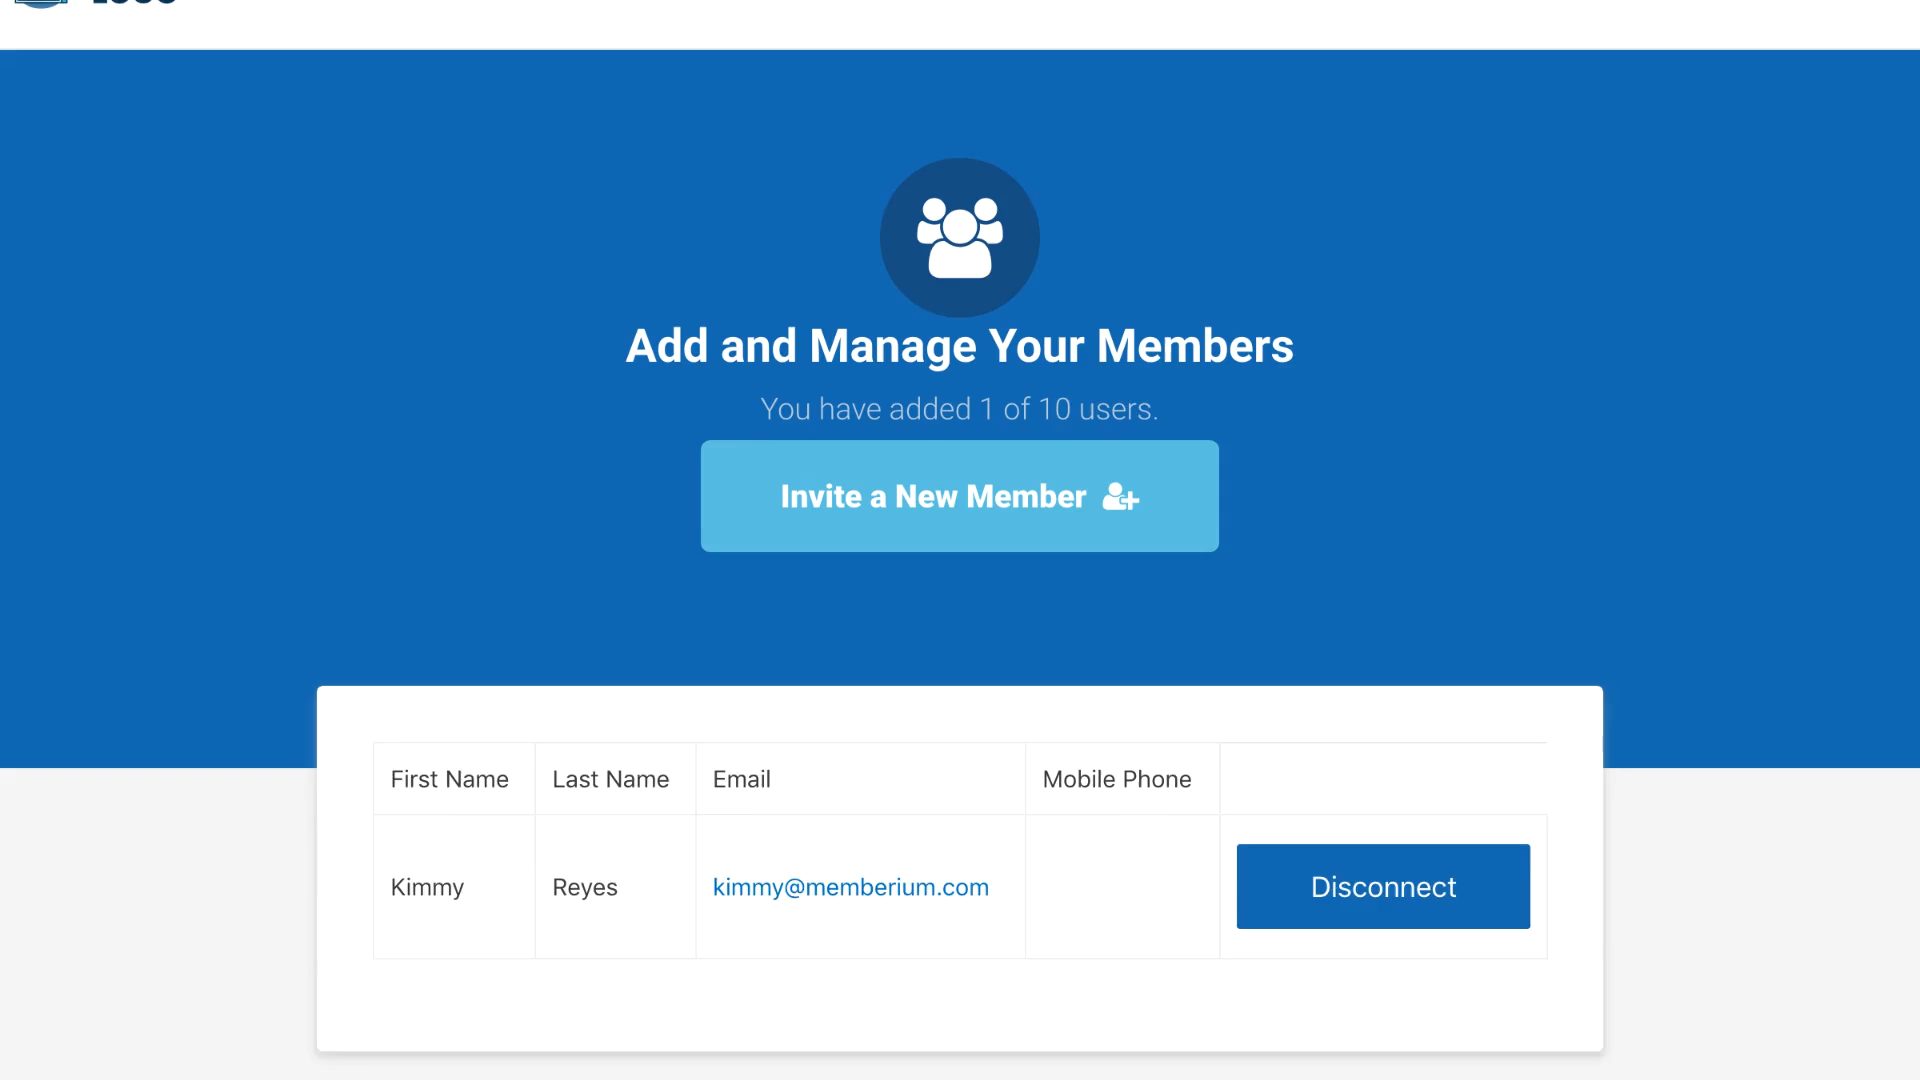 Add and Manage Your Members
You have added 1 of 10 users.
Invite a New Member
First Name Last Name Email Mobile Phone
Kimmy Reyes kimmy@memberium.com Disconnect